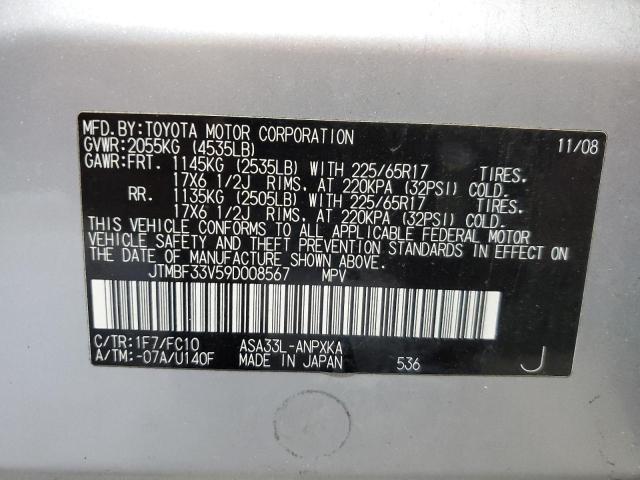 MFD.BY:TOYOTA MOTOR CORPORATION 11/08
GVWR:2055KG (4535LB)
GAWR:FRT. 1145KG (2535LB) WITH 225/65R17 TIRES.
17X6 1/2J RIMS. AT 220KPA (32PSI) COLD.
RR. 1135KG (2505LB) WITH 225/65R17 TIRES.
17X6 1/2J RIMS. AT 220KPA (32PSI) COLD.
THIS VEHICLE CONFORMS TO ALL APPLICABLE FEDERAL MOTOR
VEHICLE SAFETY AND THEFT PREVENTION STANDARDS IN EFFECT ON
THE DATE OF MANUFACTURE SHOWN ABOVE.
JTMBF33V59D008567 MPV
C/TR:1F7/FC10 ASA33L-ANPXKA
A/TM:-07A/U140F MADE IN JAPAN 536 J